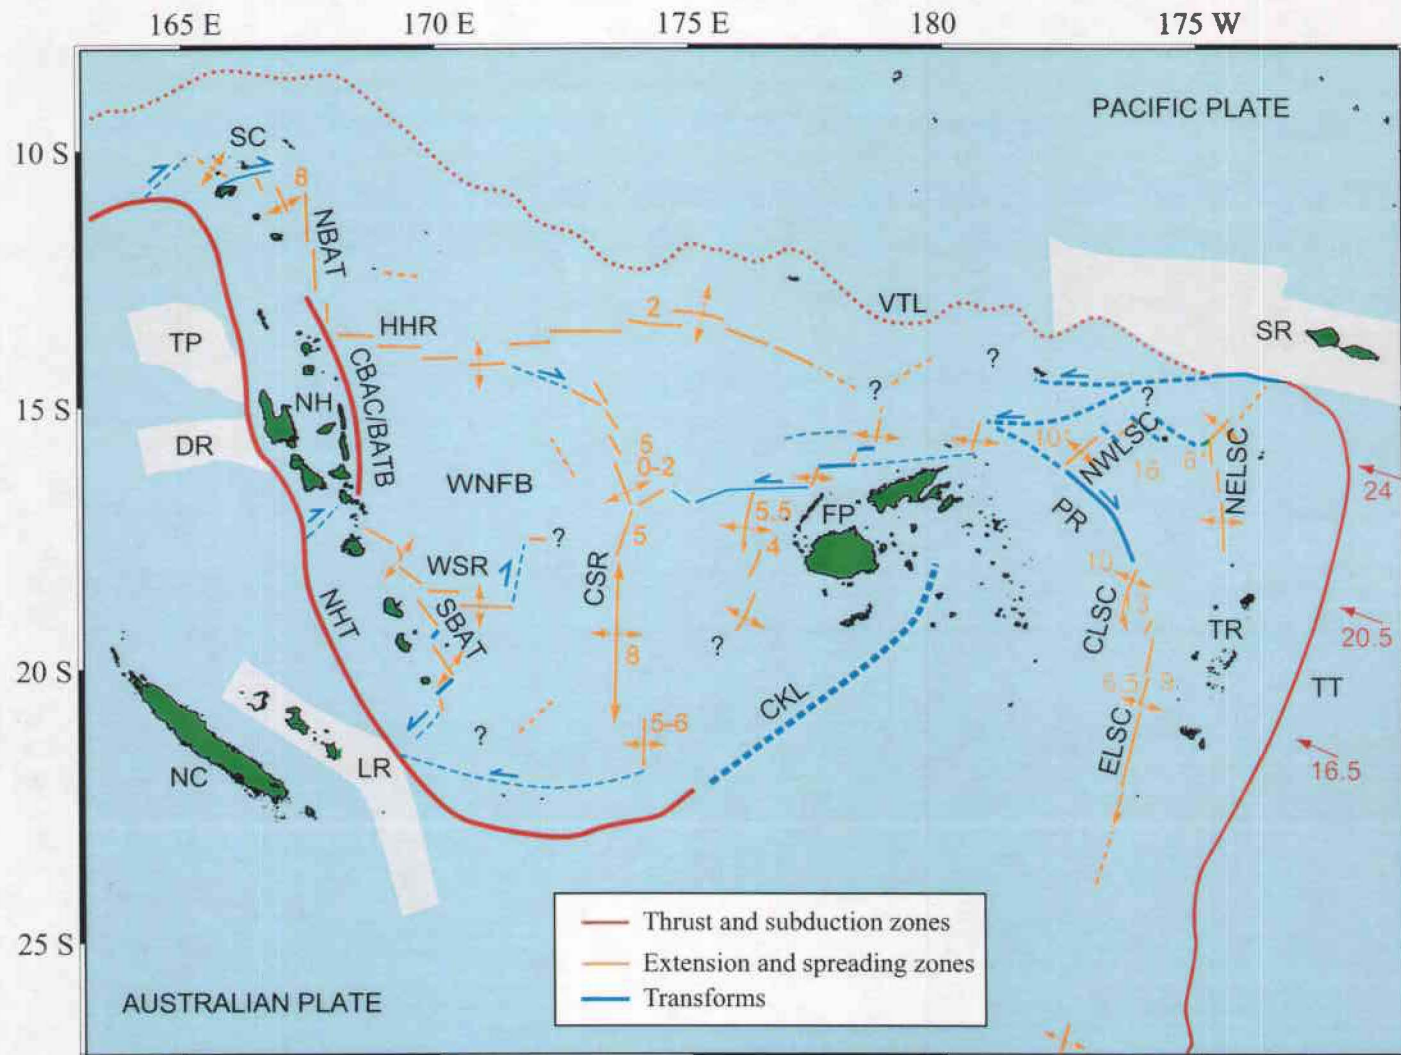 165 E
170 E
175 E
180
175 W
10 S
15 S
20 S
25 S
PACIFIC PLATE
SC
8
NBAT
VTL
SR
2
HHR
TP
CBAC/BATB
NH
?
?
?
DR
WNFB
5
0-2
10
NWLSC
16
6
NELSC
24
5.5
FP
PR
5
4
?
WSR
CSR
10
3
NHT
SBAT
CLSC
TR
20.5
?
8
TT
CKL
6.5
9
5-6
?
ELSC
NC
LR
16.5
Thrust and subduction zones
Extension and spreading zones
Transforms
AUSTRALIAN PLATE